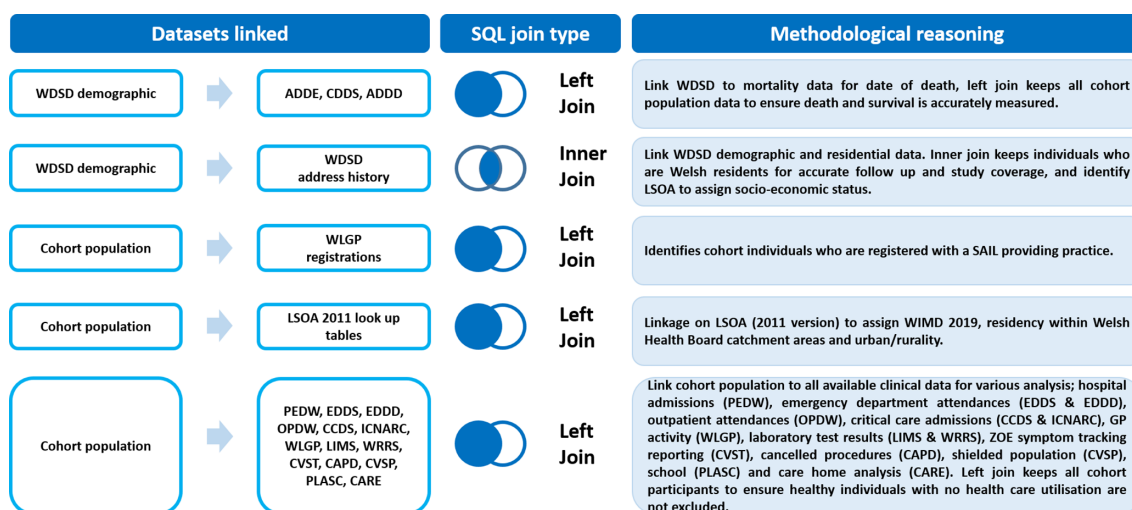 Datasets linked
SQL join type
Methodological reasoning
WDSD demographic
ADDE, CDDS, ADDD
Left
Join
Link WDSD to mortality data for date of death, left join keeps all cohort
population data to ensure death and survival is accurately measured.
WDSD demographic
WDSD
address history
Inner
Join
Link WDSD demographic and residential data. Inner join keeps individuals who
are Welsh residents for accurate follow up and study coverage, and identify
LSOA to assign socio-economic status.
Cohort population
WLGP
registrations
Left
Join
Identifies cohort individuals who are registered with a SAIL providing practice.
Cohort population
LSOA 2011 look up
tables
Left
Join
Linkage on LSOA (2011 version) to assign WIMD 2019, residency within Welsh
Health Board catchment areas and urban/rurality.
Cohort population
PEDW, EDDS, EDDD,
OPDW, CCDS, ICNARC,
WLGP, LIMS, WRRS,
CVST, CAPD, CVSP,
PLASC, CARE
Left
Join
Link cohort population to all available clinical data for various analysis; hospital
admissions (PEDW), emergency department attendances (EDDS & EDDD),
outpatient attendances (OPDW), critical care admissions (CCDS & ICNARC), GP
activity (WLGP), laboratory test results (LIMS & WRRS), ZOE symptom tracking
reporting (CVST), cancelled procedures (CAPD), shielded population (CVSP),
school (PLASC) and care home analysis (CARE). Left join keeps all cohort
participants to ensure healthy individuals with no health care utilisation are
not excluded.